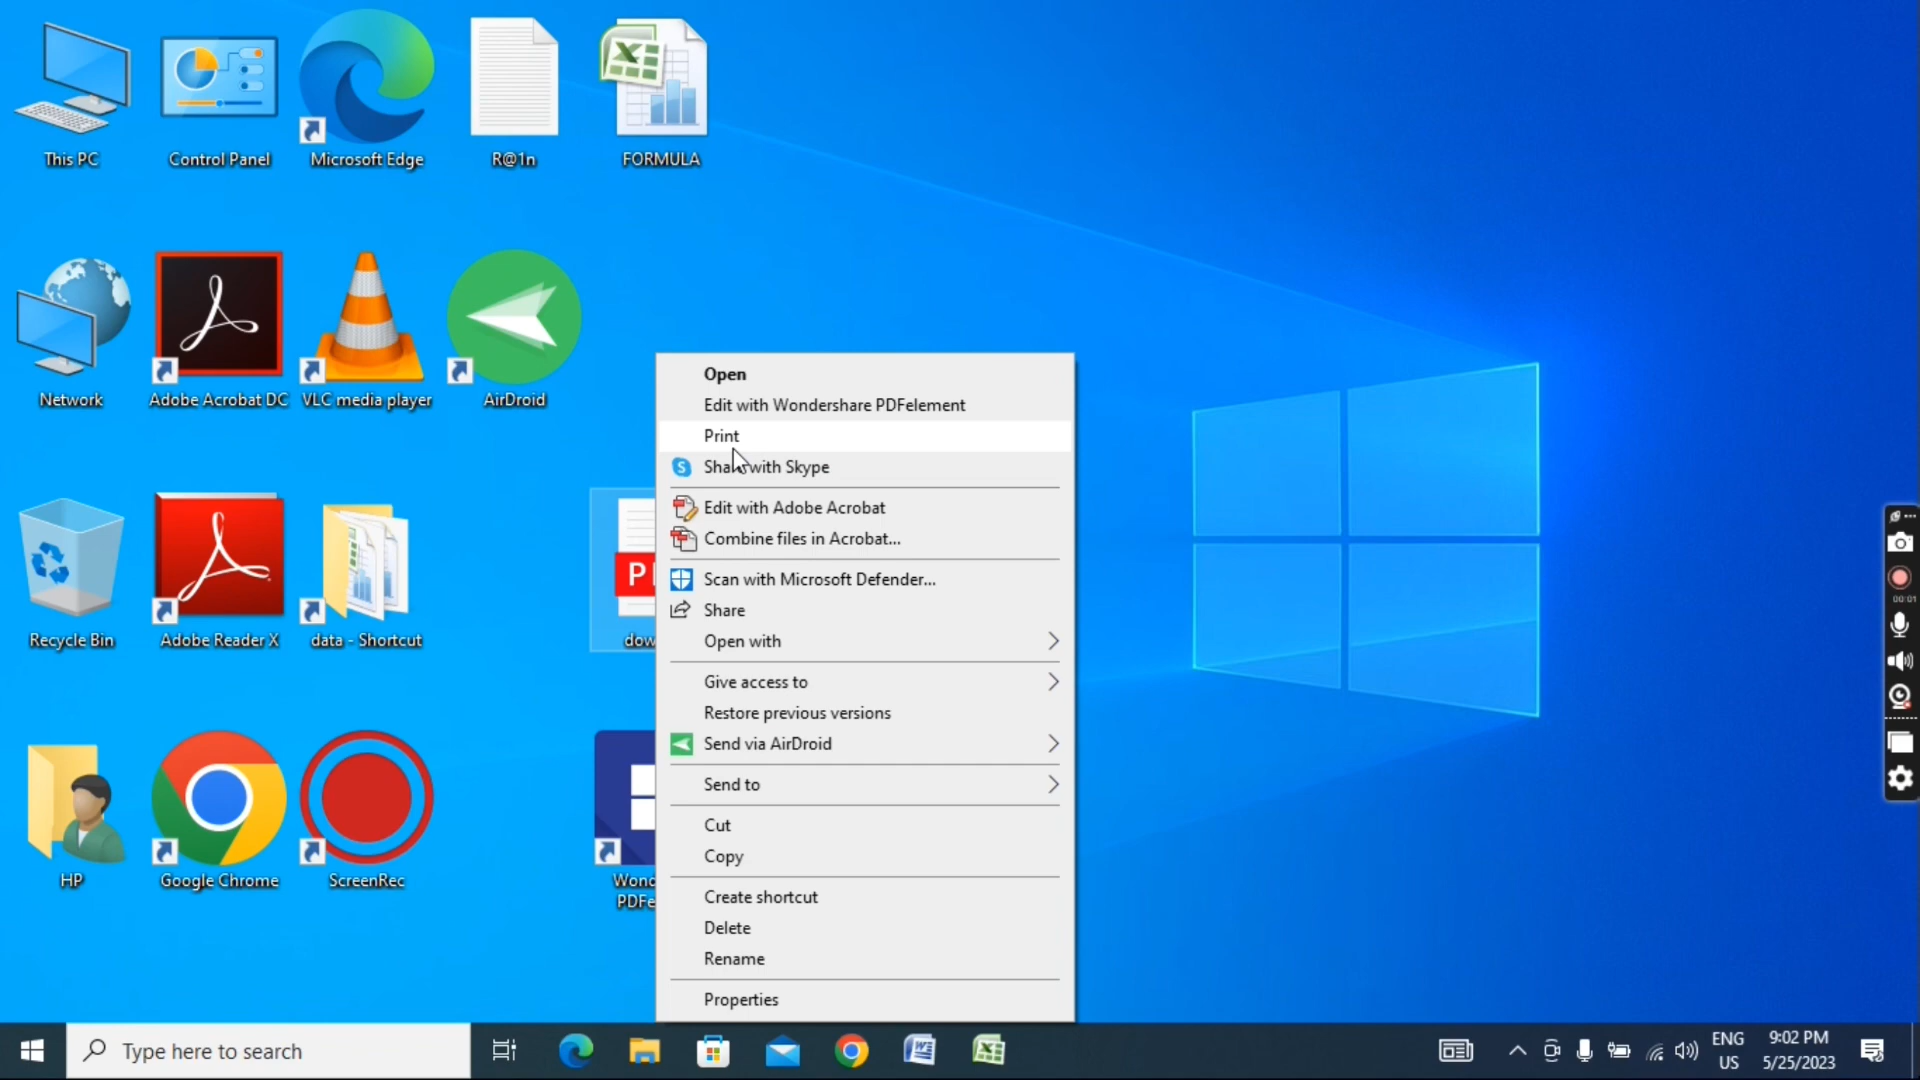 This PC
Control Panel
Microsoft Edge
R@1n
FORMULA
Network
Adobe Acrobat DC
VLC media player
AirDroid
Recycle Bin
Adobe Reader X
data - Shortcut
HP
Google Chrome
ScreenRec
Open
Edit with Wondershare PDFelement
Print
with Skype
Edit with Adobe Acrobat
Combine files in Acrobat...
Scan with Microsoft Defender...
Share
Open with
Give access to
Restore previous versions
Send via AirDroid
Send to
Cut
Copy
Create shortcut
Delete
Rename
Properties
00:01
Type here to search
ENG
US
9:02 PM
5/25/2023